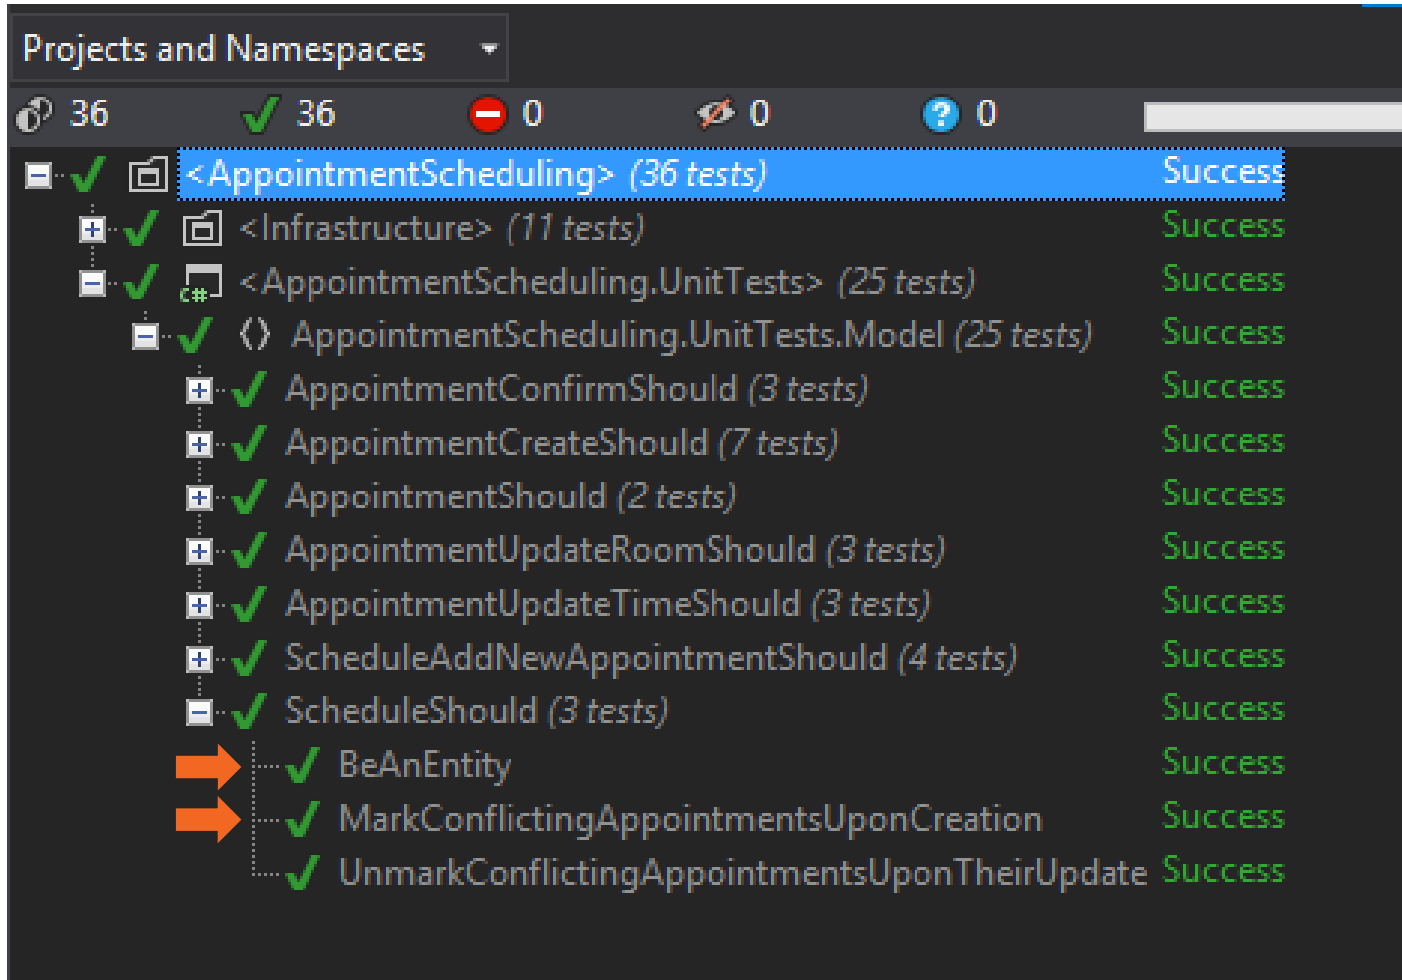 Projects and Namespaces
36 36 0 0 ? 0
<AppointmentScheduling> (36 tests) Success
<Infrastructure> (11 tests) Success
C# <AppointmentScheduling.UnitTests> (25 tests) Success
AppointmentScheduling.UnitTests.Model (25 tests) Success
AppointmentConfirmShould (3 tests) Success
AppointmentCreateShould (7 tests) Success
AppointmentShould (2 tests) Success
AppointmentUpdateRoomShould (3 tests) Success
AppointmentUpdateTimeShould (3 tests) Success
ScheduleAddNewAppointmentShould (4 tests) Success
ScheduleShould (3 tests) Success
BeAnEntity Success
MarkConflictingAppointmentsUponCreation Success
UnmarkConflictingAppointmentsUponTheirUpdate Success